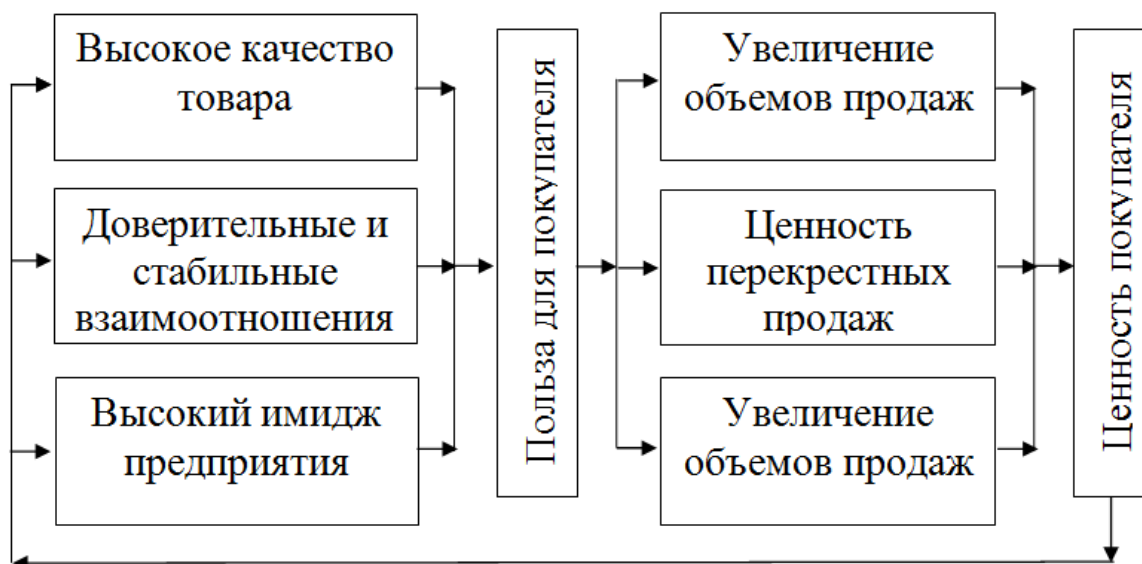 Высокое качество
товара
Доверительные и
стабильные
взаимоотношения
Высокий имидж
предприятия
Польза для покупателя
Увеличение
объемов продаж
Ценность
перекрестных
продаж
Увеличение
объемов продаж
Ценность покупателя